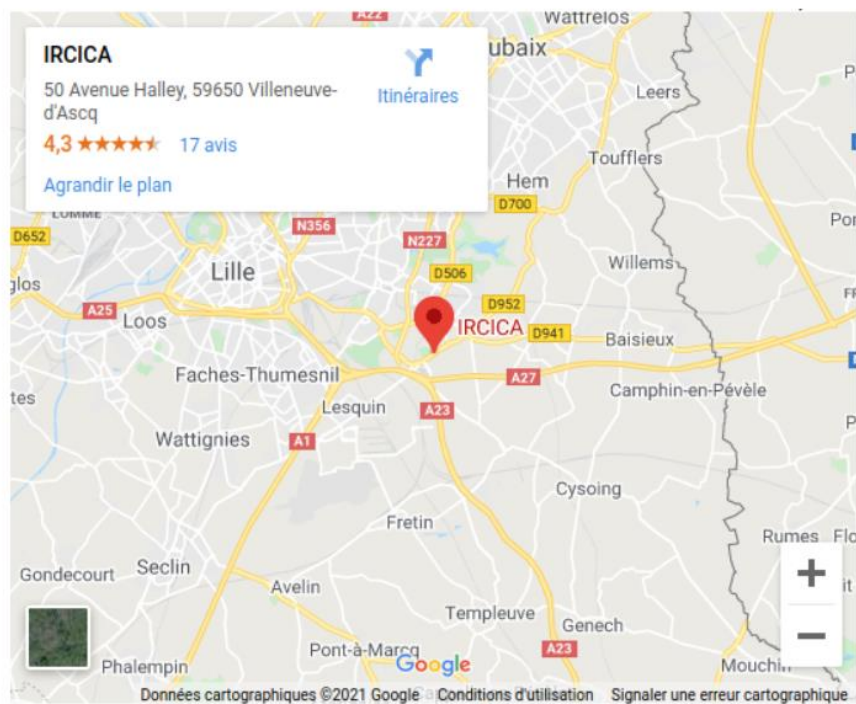 Wattrelos
A22
IRCICA
50 Avenue Halley, 59650 Villeneuve-
d'Ascq
4,3 17 avis
Itinéraires
Agrandir le plan
ubaix
Leers
Toufflers
Hem
D700
LOMME
N356
D652
N227
Lille
D506
Willems
glos
A25
Loos
D952
IRCICA
D941
Baisieux
Faches-Thumesnil
A27
Camphin-en-Pévèle
tes
Lesquin
A23
Wattignies
A1
Cysoing
Fretin
Rumes
Flo
Seclin
Gondecourt
Avelin
Templeuve
Genech
A23
Pont-à-Marcq
Google
Mouchin
Phalempin
Données cartographiques ©2021 Google Conditions d'utilisation Signaler une erreur cartographique